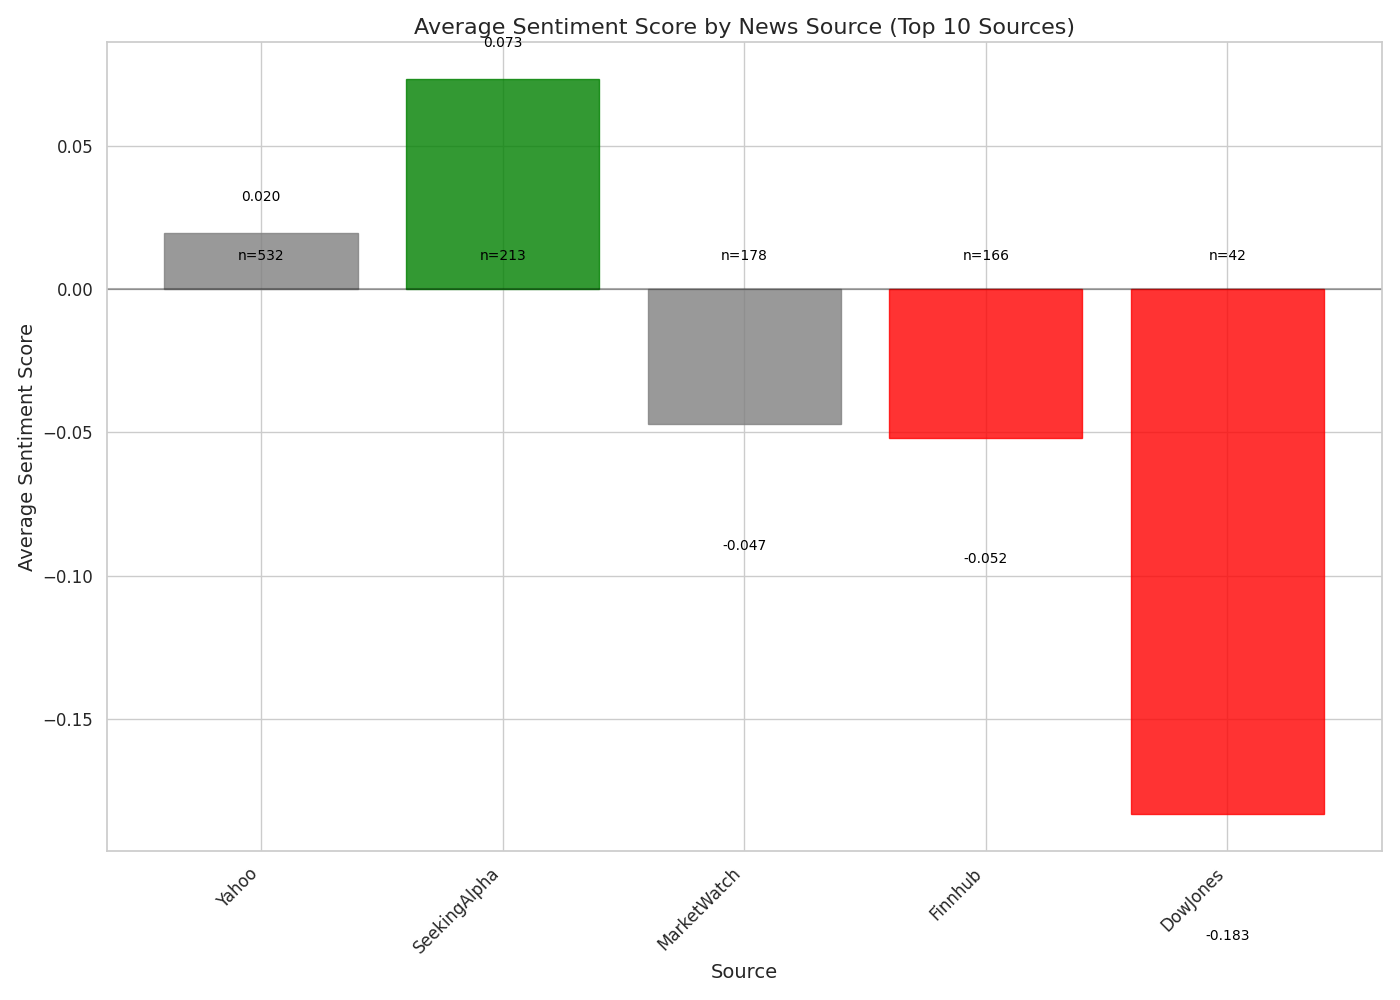 Average Sentiment Score by News Source (Top 10 Sources)
0.073
0.05
0.020
n=532
n=213
n=178
n=166
n=42
0.00
Average Sentiment Score
−0.05
-0.047
-0.052
−0.10
−0.15
Yahoo
SeekingAlpha
MarketWatch
Finnhub
DowJones
-0.183
Source